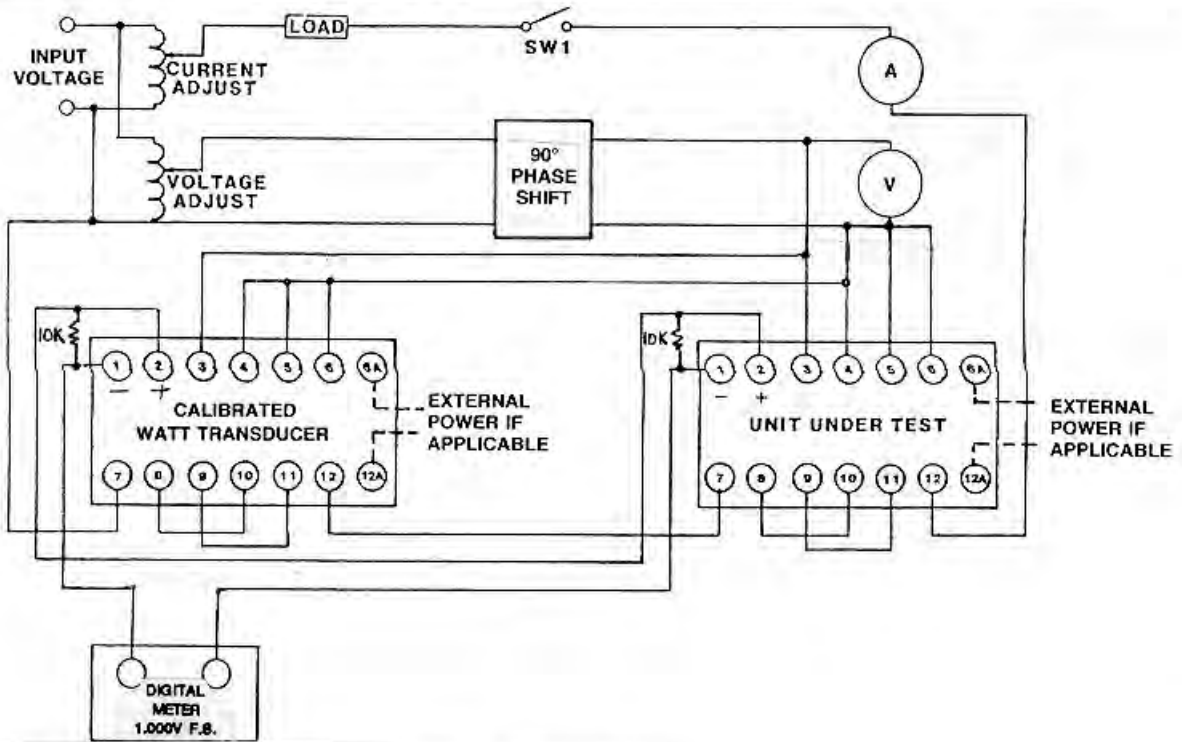 INPUT
VOLTAGE
CURRENT
ADJUST
LOAD
SW1
A
VOLTAGE
ADJUST
90°
PHASE
SHIFT
V
10K
1 2 3 4 5 6 6A
− +
CALIBRATED
WATT TRANSDUCER
7 8 9 10 11 12 12A
EXTERNAL
POWER IF
APPLICABLE
10K
1 2 3 4 5 6 6A
− +
UNIT UNDER TEST
7 8 9 10 11 12 12A
EXTERNAL
POWER IF
APPLICABLE
DIGITAL
METER
1.000V F.S.